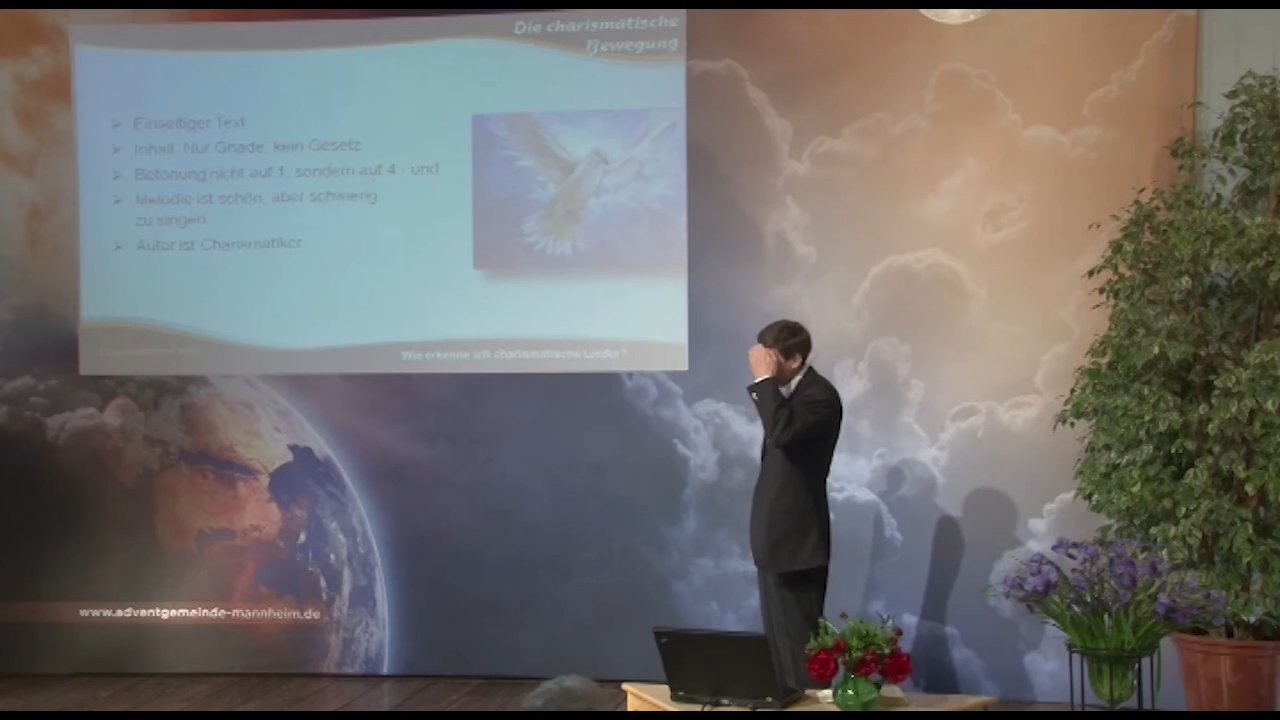 Die charismatische
Bewegung
Einseitiger Text
Inhalt: Nur Gnade, kein Gesetz
Betonung nicht auf 1, sondern auf 4 - und
Melodie ist schön, aber schwierig
zu singen
Autor ist Charismatiker
Wie erkenne ich charismatische Lieder?
www.adventgemeinde-mannheim.de